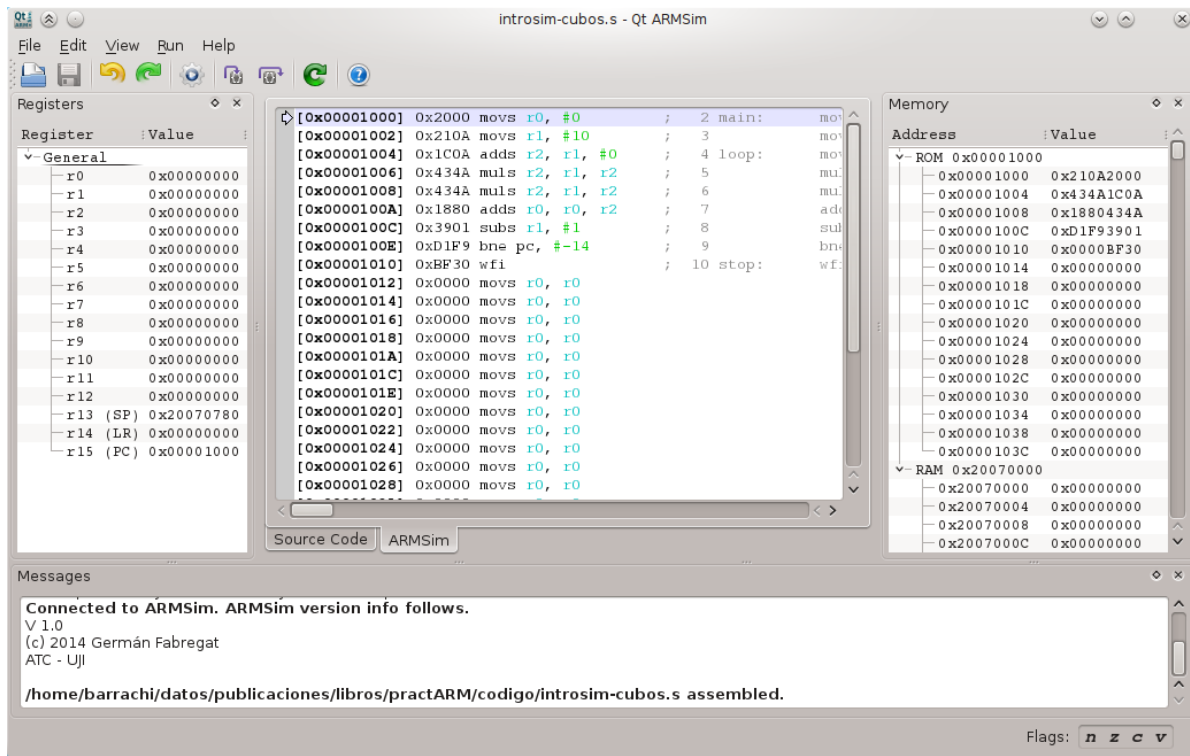 introsim-cubos.s - Qt ARMSim
File Edit View Run Help
Registers
Register Value
General
r0 0x00000000
r1 0x00000000
r2 0x00000000
r3 0x00000000
r4 0x00000000
r5 0x00000000
r6 0x00000000
r7 0x00000000
r8 0x00000000
r9 0x00000000
r10 0x00000000
r11 0x00000000
r12 0x00000000
r13 (SP) 0x20070780
r14 (LR) 0x00000000
r15 (PC) 0x00001000
[0x00001000] 0x2000 movs r0, #0 ; 2 main:
[0x00001002] 0x210A movs r1, #10 ; 3
[0x00001004] 0x1C0A adds r2, r1, #0 ; 4 loop:
[0x00001006] 0x434A muls r2, r1, r2 ; 5
[0x00001008] 0x434A muls r2, r1, r2 ; 6
[0x0000100A] 0x1880 adds r0, r0, r2 ; 7
[0x0000100C] 0x3901 subs r1, #1 ; 8
[0x0000100E] 0xD1F9 bne pc, #-14 ; 9
[0x00001010] 0xBF30 wfi ; 10 stop:
[0x00001012] 0x0000 movs r0, r0
[0x00001014] 0x0000 movs r0, r0
[0x00001016] 0x0000 movs r0, r0
[0x00001018] 0x0000 movs r0, r0
[0x0000101A] 0x0000 movs r0, r0
[0x0000101C] 0x0000 movs r0, r0
[0x0000101E] 0x0000 movs r0, r0
[0x00001020] 0x0000 movs r0, r0
[0x00001022] 0x0000 movs r0, r0
[0x00001024] 0x0000 movs r0, r0
[0x00001026] 0x0000 movs r0, r0
[0x00001028] 0x0000 movs r0, r0
Source Code ARMSim
Memory
Address Value
ROM 0x00001000
0x00001000 0x210A2000
0x00001004 0x434A1C0A
0x00001008 0x1880434A
0x0000100C 0xD1F93901
0x00001010 0x0000BF30
0x00001014 0x00000000
0x00001018 0x00000000
0x0000101C 0x00000000
0x00001020 0x00000000
0x00001024 0x00000000
0x00001028 0x00000000
0x0000102C 0x00000000
0x00001030 0x00000000
0x00001034 0x00000000
0x00001038 0x00000000
0x0000103C 0x00000000
RAM 0x20070000
0x20070000 0x00000000
0x20070004 0x00000000
0x20070008 0x00000000
0x2007000C 0x00000000
Messages
Connected to ARMSim. ARMSim version info follows.
V 1.0
(c) 2014 Germán Fabregat
ATC - UJI
/home/barrachi/datos/publicaciones/libros/practARM/codigo/introsim-cubos.s assembled.
Flags: n z c v